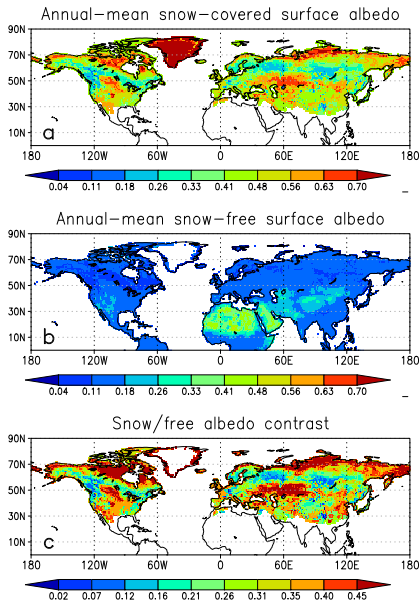 Annual-mean snow-covered surface albedo
90N
70N
50N
30N
10N
a
180 120W 60W 0 60E 120E 180
0.04 0.11 0.18 0.26 0.33 0.41 0.48 0.56 0.63 0.70
Annual-mean snow-free surface albedo
90N
70N
50N
30N
10N
b
180 120W 60W 0 60E 120E 180
0.04 0.11 0.18 0.26 0.33 0.41 0.48 0.56 0.63 0.70
Snow/free albedo contrast
90N
70N
50N
30N
10N
c
180 120W 60W 0 60E 120E 180
0.02 0.07 0.12 0.16 0.21 0.26 0.31 0.35 0.40 0.45